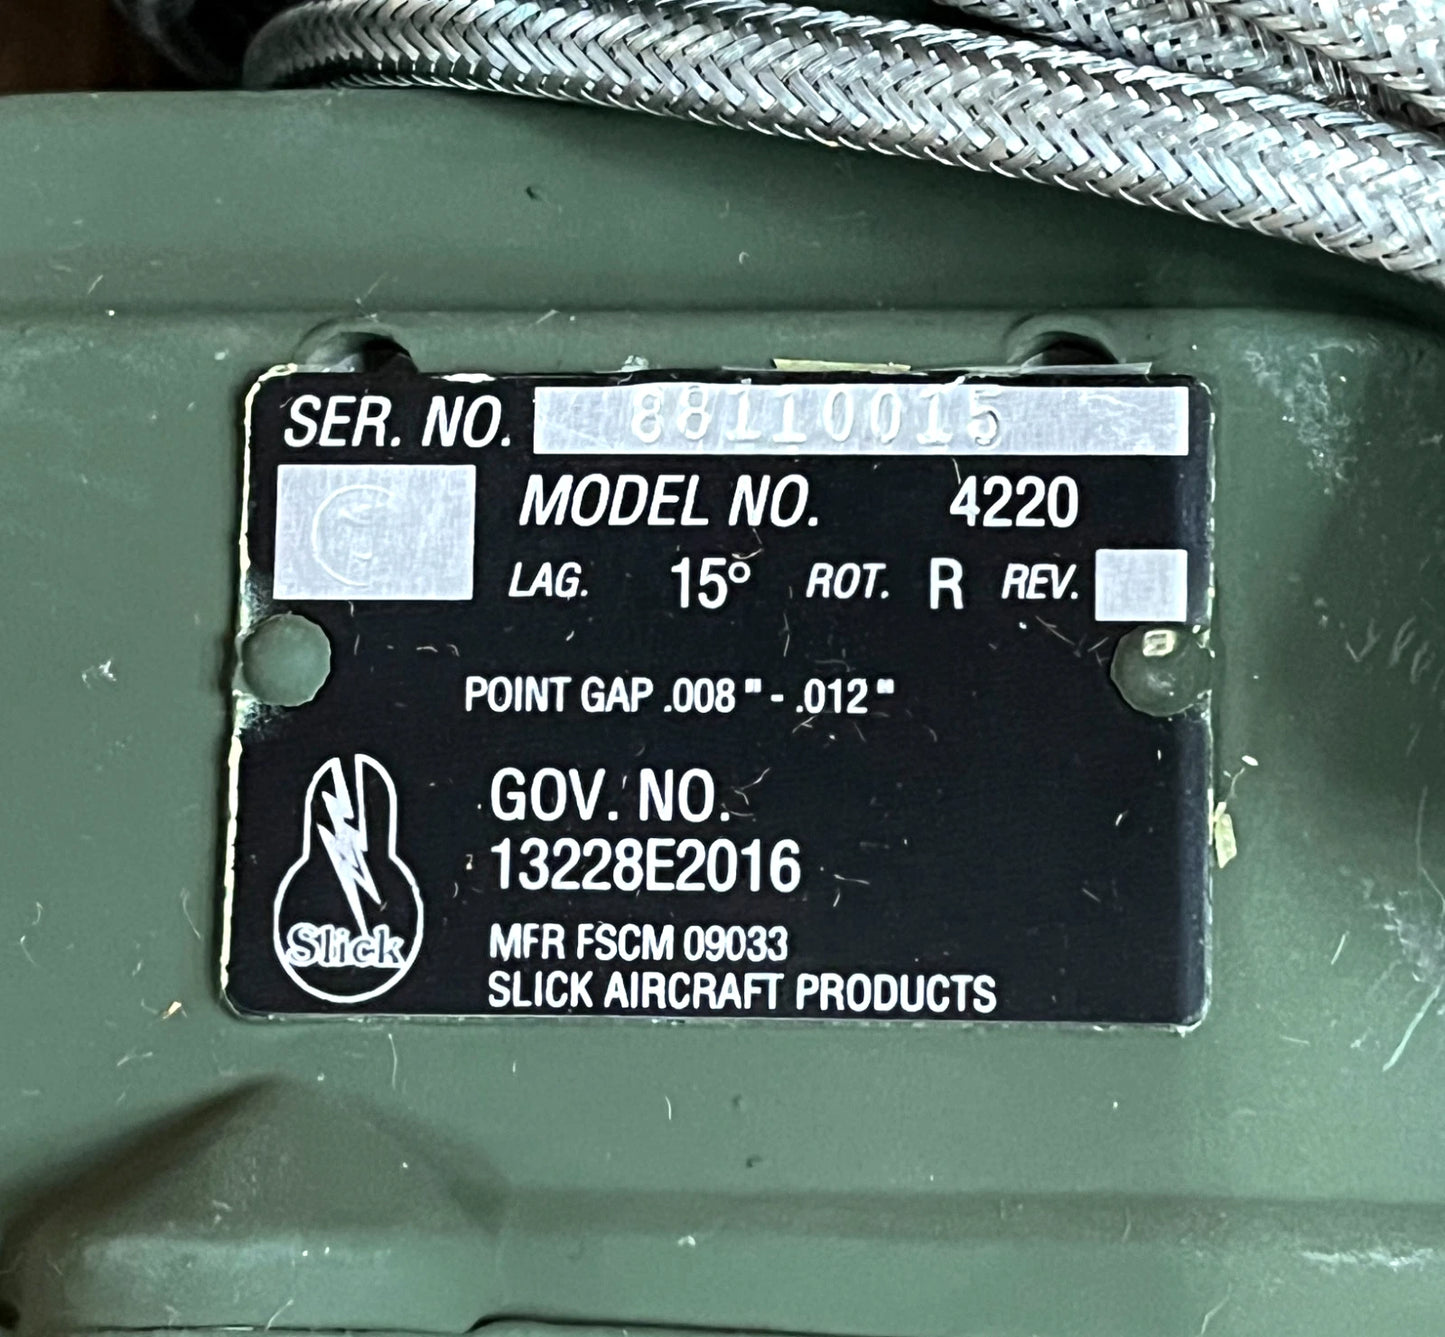 SER. NO. 88110015
MODEL NO. 4220
LAG. 15° ROT. R REV.
POINT GAP .008" - .012"
GOV. NO.
13228E2016
Slick
MFR FSCM 09033
SLICK AIRCRAFT PRODUCTS